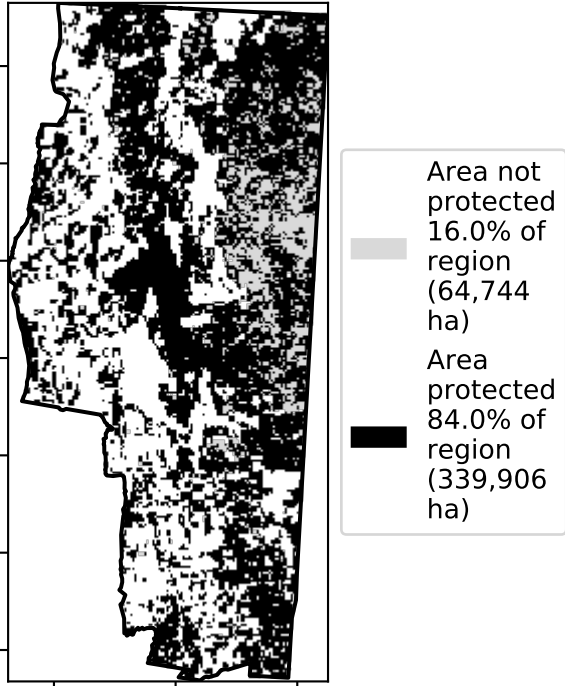 Area not
protected
16.0% of
region
(64,744
ha)
Area
protected
84.0% of
region
(339,906
ha)